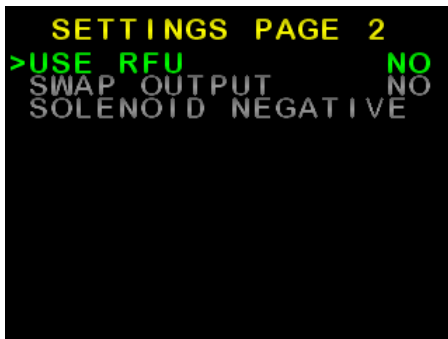 SETTINGS PAGE 2
>USE RFU NO
SWAP OUTPUT NO
SOLENOID NEGATIVE